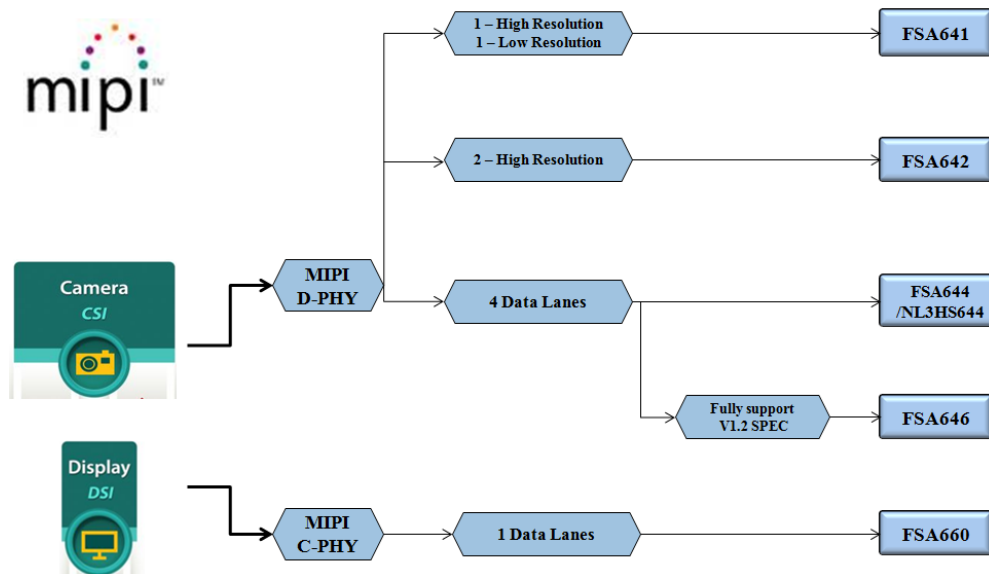 mipi™
1 – High Resolution
1 – Low Resolution
FSA641
2 – High Resolution
FSA642
Camera
CSI
MIPI
D-PHY
4 Data Lanes
FSA644
/NL3HS644
Fully support
V1.2 SPEC
FSA646
Display
DSI
MIPI
C-PHY
1 Data Lanes
FSA660